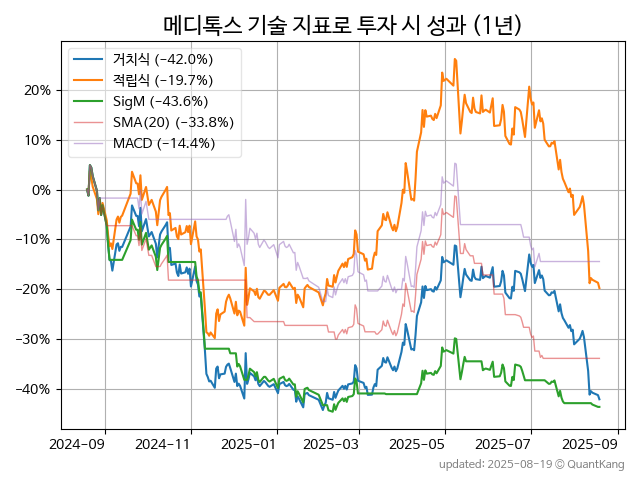 메디톡스 기술 지표로 투자 시 성과 (1년)
거치식 (−42.0%)
적립식 (−19.7%)
SigM (−43.6%)
SMA(20) (−33.8%)
MACD (−14.4%)
20%
10%
0%
−10%
−20%
−30%
−40%
2024-09 2024-11 2025-01 2025-03 2025-05 2025-07 2025-09
updated: 2025-08-19 © QuantKang